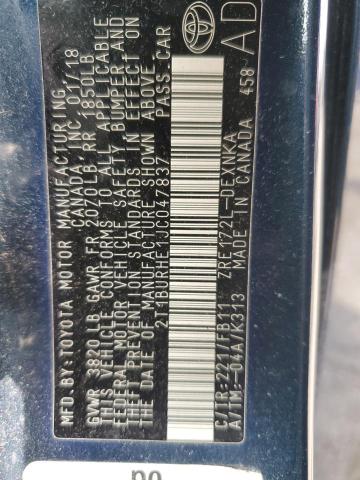 MFD. BY: TOYOTA MOTOR MANUFACTURING CANADA INC. 01/18
GVWR 3820 LB GAWR FR 2070LB RR 1850LB
THIS VEHICLE CONFORMS TO ALL APPLICABLE
FEDERAL MOTOR VEHICLE SAFETY, BUMPER AND
THEFT PREVENTION STANDARDS IN EFFECT ON
THE DATE OF MANUFACTURE SHOWN ABOVE.
2T1BURHE1JC047837 PASS. CAR
C/TR:221/FB11 ZRE172L-DEXNKA
A/TM:-04A/K313 MADE IN CANADA 458
TOYOTA
AD